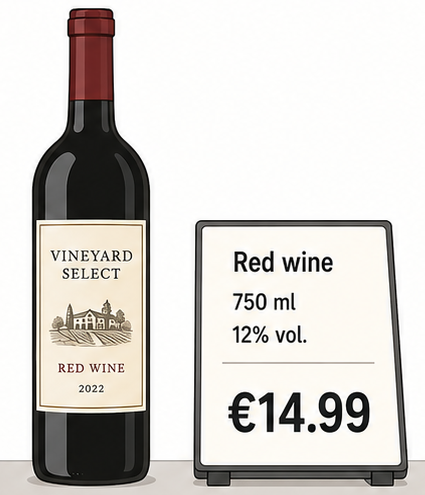 VINEYARD
SELECT
RED WINE
2022
Red wine
750 ml
12% vol.
€14.99